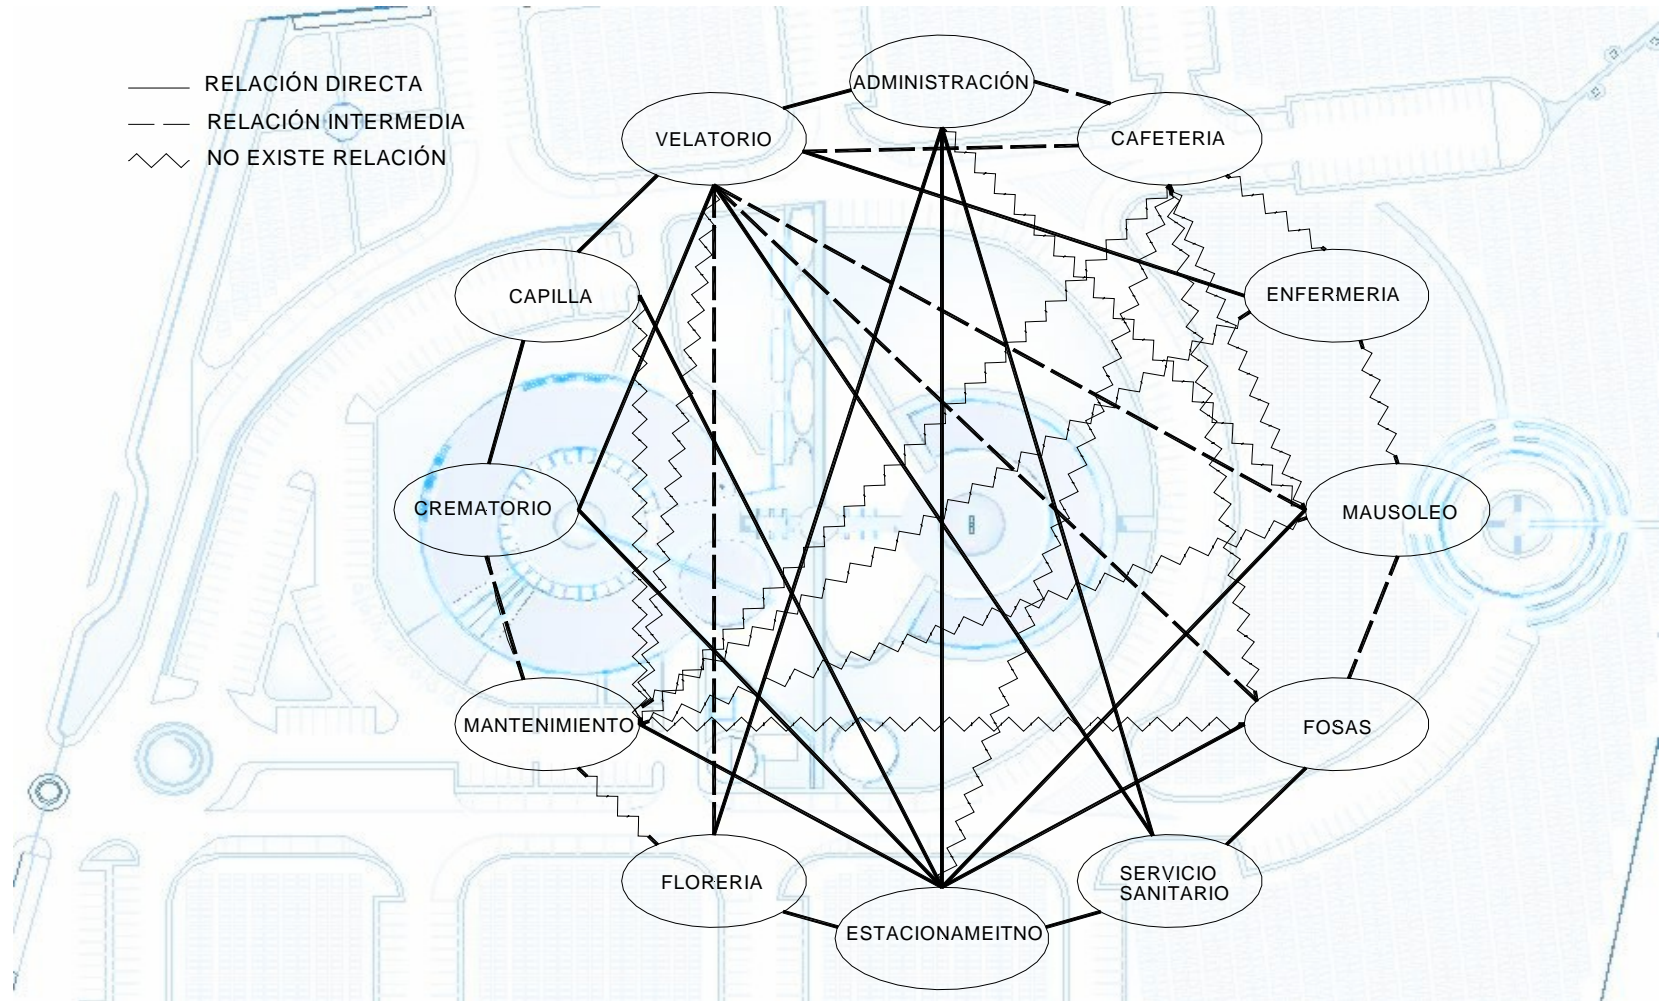 RELACIÓN DIRECTA
RELACIÓN INTERMEDIA
NO EXISTE RELACIÓN
ADMINISTRACIÓN
VELATORIO
CAFETERIA
CAPILLA
ENFERMERIA
CREMATORIO
MAUSOLEO
MANTENIMIENTO
FOSAS
FLORERIA
SERVICIO
SANITARIO
ESTACIONAMEITNO